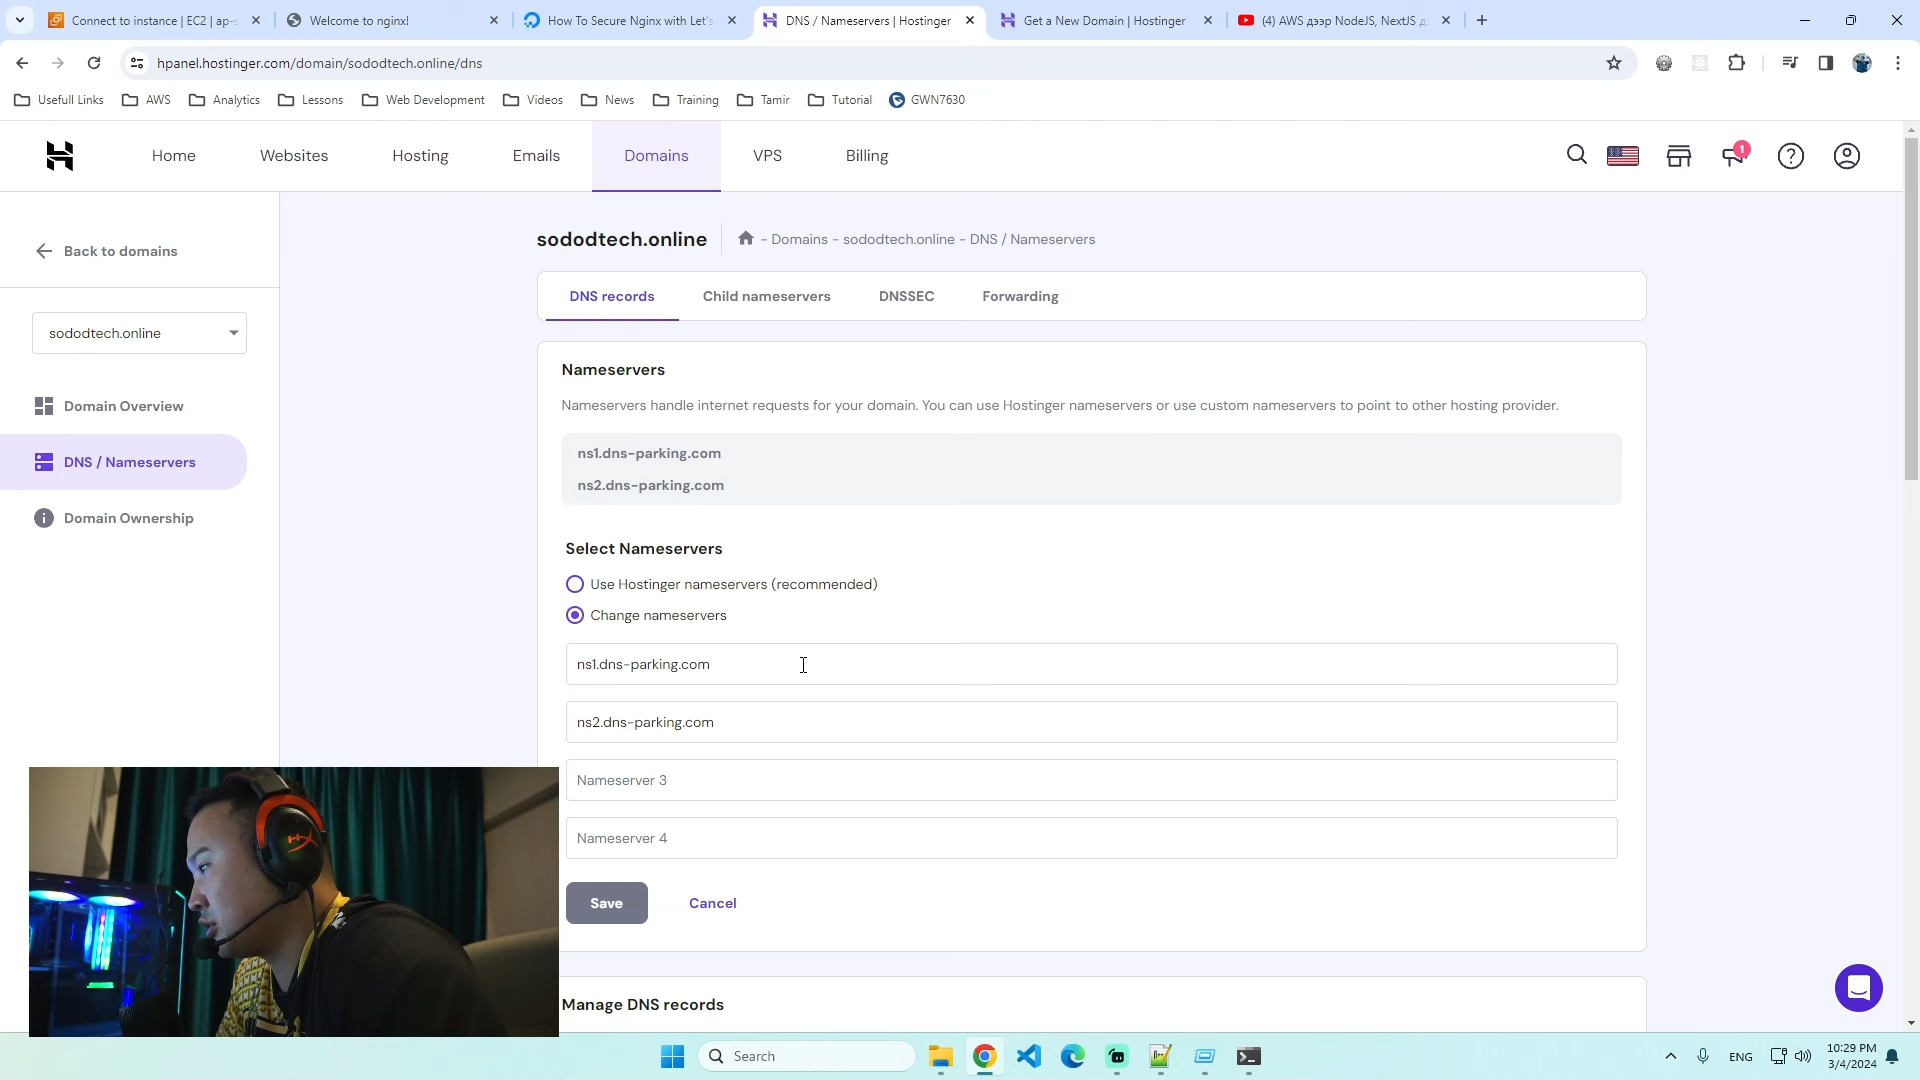 Connect to instance | EC2 | ap-s
Welcome to nginx!
How To Secure Nginx with Let's
DNS / Nameservers | Hostinger
Get a New Domain | Hostinger
(4) AWS дээр NodeJS, NextJS д
hpanel.hostinger.com/domain/sododtech.online/dns
Usefull Links
AWS
Analytics
Lessons
Web Development
Videos
News
Training
Tamir
Tutorial
GWN7630
Home
Websites
Hosting
Emails
Domains
VPS
Billing
1
Back to domains
sododtech.online
- Domains - sododtech.online - DNS / Nameservers
DNS records
Child nameservers
DNSSEC
Forwarding
sododtech.online
Domain Overview
DNS / Nameservers
Domain Ownership
Nameservers
Nameservers handle internet requests for your domain. You can use Hostinger nameservers or use custom nameservers to point to other hosting provider.
ns1.dns-parking.com
ns2.dns-parking.com
Select Nameservers
Use Hostinger nameservers (recommended)
Change nameservers
ns1.dns-parking.com
ns2.dns-parking.com
Nameserver 3
Nameserver 4
Save
Cancel
Manage DNS records
Search
ENG
10:29 PM
3/4/2024